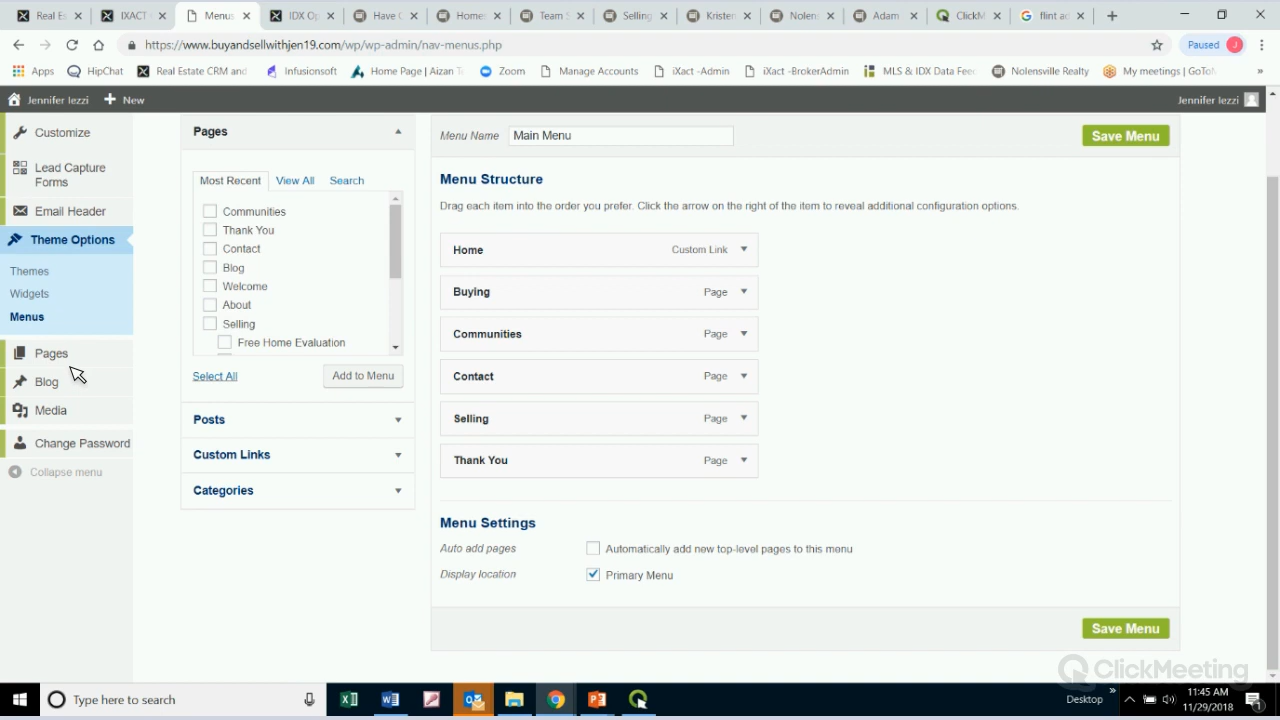 Real Es
IXACT
Menus
IDX Op
Have C
Home
Team S
Selling
Kristen
Nolens
Adam
ClickM
flint ad
https://www.buyandsellwithjen19.com/wp/wp-admin/nav-menus.php
Paused
J
Apps
HipChat
Real Estate CRM and
Infusionsoft
Home Page | Aizan T
Zoom
Manage Accounts
iXact -Admin
iXact -BrokerAdmin
MLS & IDX Data Fee
Nolensville Realty
My meetings | GoTo
»
Jennifer Iezzi
New
Jennifer Iezzi
Customize
Lead Capture
Forms
Email Header
Theme Options
Themes
Widgets
Menus
Pages
Blog
Media
Change Password
Collapse menu
Pages
Most Recent
View All
Search
Communities
Thank You
Contact
Blog
Welcome
About
Selling
Free Home Evaluation
Select All
Add to Menu
Posts
Custom Links
Categories
Menu Name
Main Menu
Save Menu
Menu Structure
Drag each item into the order you prefer. Click the arrow on the right of the item to reveal additional configuration options.
Home Custom Link
Buying Page
Communities Page
Contact Page
Selling Page
Thank You Page
Menu Settings
Auto add pages
Automatically add new top-level pages to this menu
Display location
Primary Menu
Save Menu
ClickMeeting
Type here to search
Desktop
»
11:45 AM
11/29/2018
1